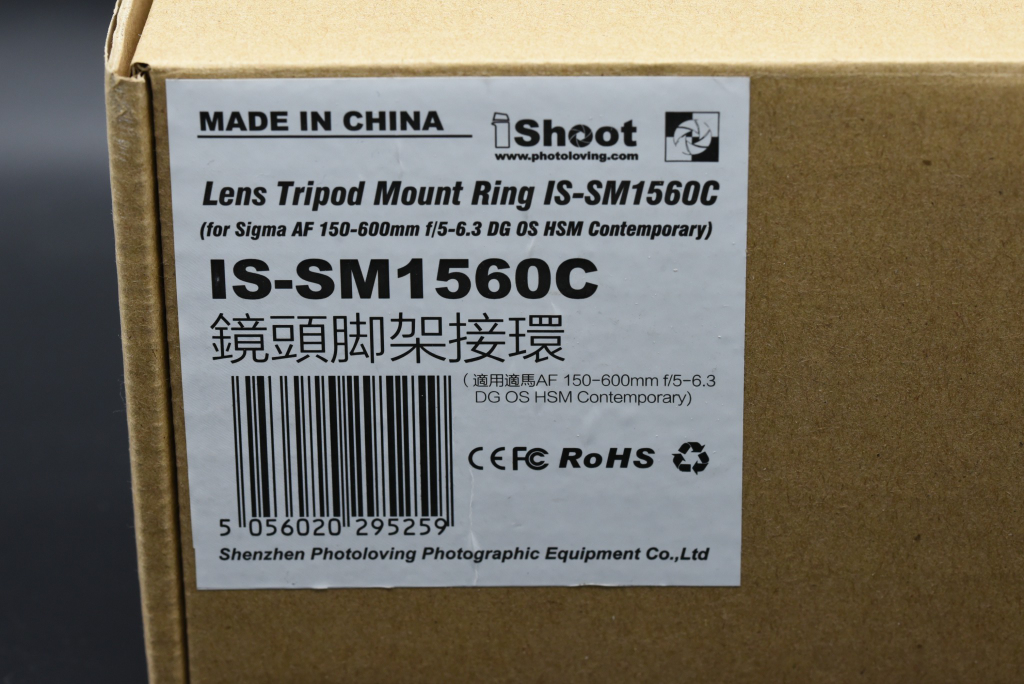 MADE IN CHINA
iShoot
www.photoloving.com
Lens Tripod Mount Ring IS-SM1560C
(for Sigma AF 150-600mm f/5-6.3 DG OS HSM Contemporary)
IS-SM1560C
鏡頭脚架接環
（適用適馬AF 150-600mm f/5-6.3
DG OS HSM Contemporary)
CE FC RoHS
5 056020 295259
Shenzhen Photoloving Photographic Equipment Co.,Ltd